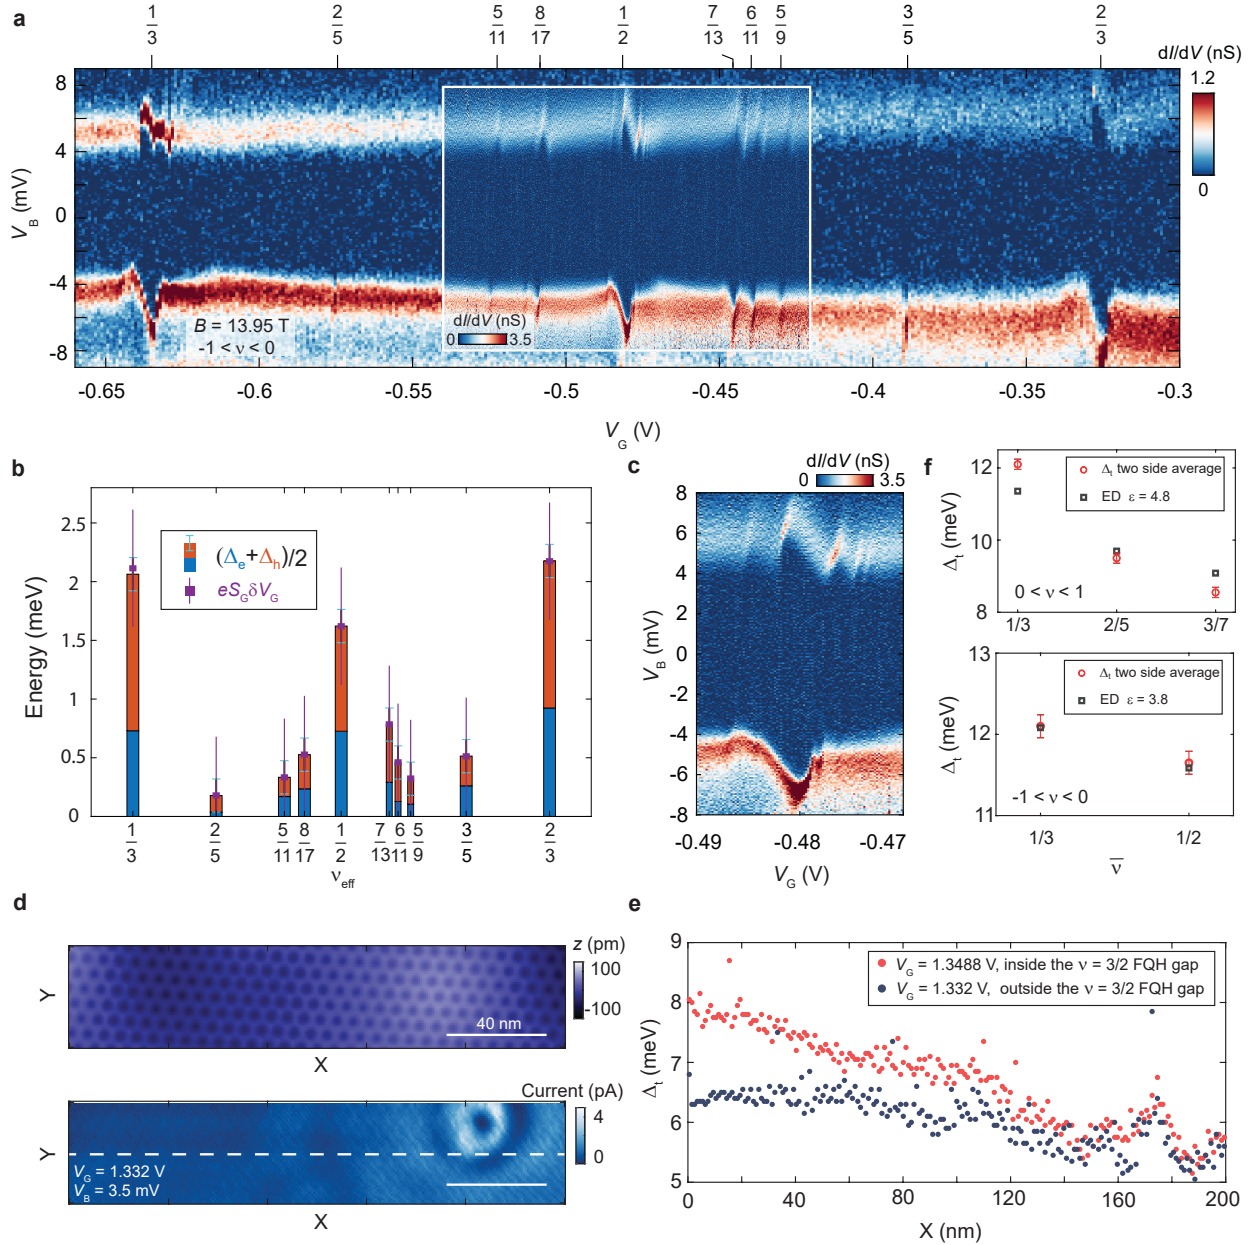 a
1/3 2/5 5/11 8/17 1/2 7/13 6/11 5/9 3/5 2/3
dI/dV (nS)
1.2
0
8
4
0
-4
-8
V_B (mV)
B = 13.95 T
-1 < ν < 0
dI/dV (nS)
0 3.5
-0.65 -0.6 -0.55 -0.5 -0.45 -0.4 -0.35 -0.3
V_G (V)
b
2.5
2
1.5
1
0.5
0
Energy (meV)
(Δ_e+Δ_h)/2
eS_GδV_G
1/3 2/5 5/11 8/17 1/2 7/13 6/11 5/9 3/5 2/3
ν_eff
c
dI/dV (nS)
0 3.5
8
6
4
2
0
-2
-4
-6
-8
V_B (mV)
-0.49 -0.48 -0.47
V_G (V)
f
12
10
8
Δ_t (meV)
Δ_t two side average
ED ε = 4.8
0 < ν < 1
1/3 2/5 3/7
13
12
11
Δ_t (meV)
Δ_t two side average
ED ε = 3.8
-1 < ν < 0
1/3 1/2
ν̅
d
z (pm)
100
-100
40 nm
Y
X
Current (pA)
4
0
V_G = 1.332 V
V_B = 3.5 mV
Y
X
e
9
8
7
6
5
Δ_t (meV)
V_G = 1.3488 V, inside the ν = 3/2 FQH gap
V_G = 1.332 V, outside the ν = 3/2 FQH gap
0 40 80 120 160 200
X (nm)